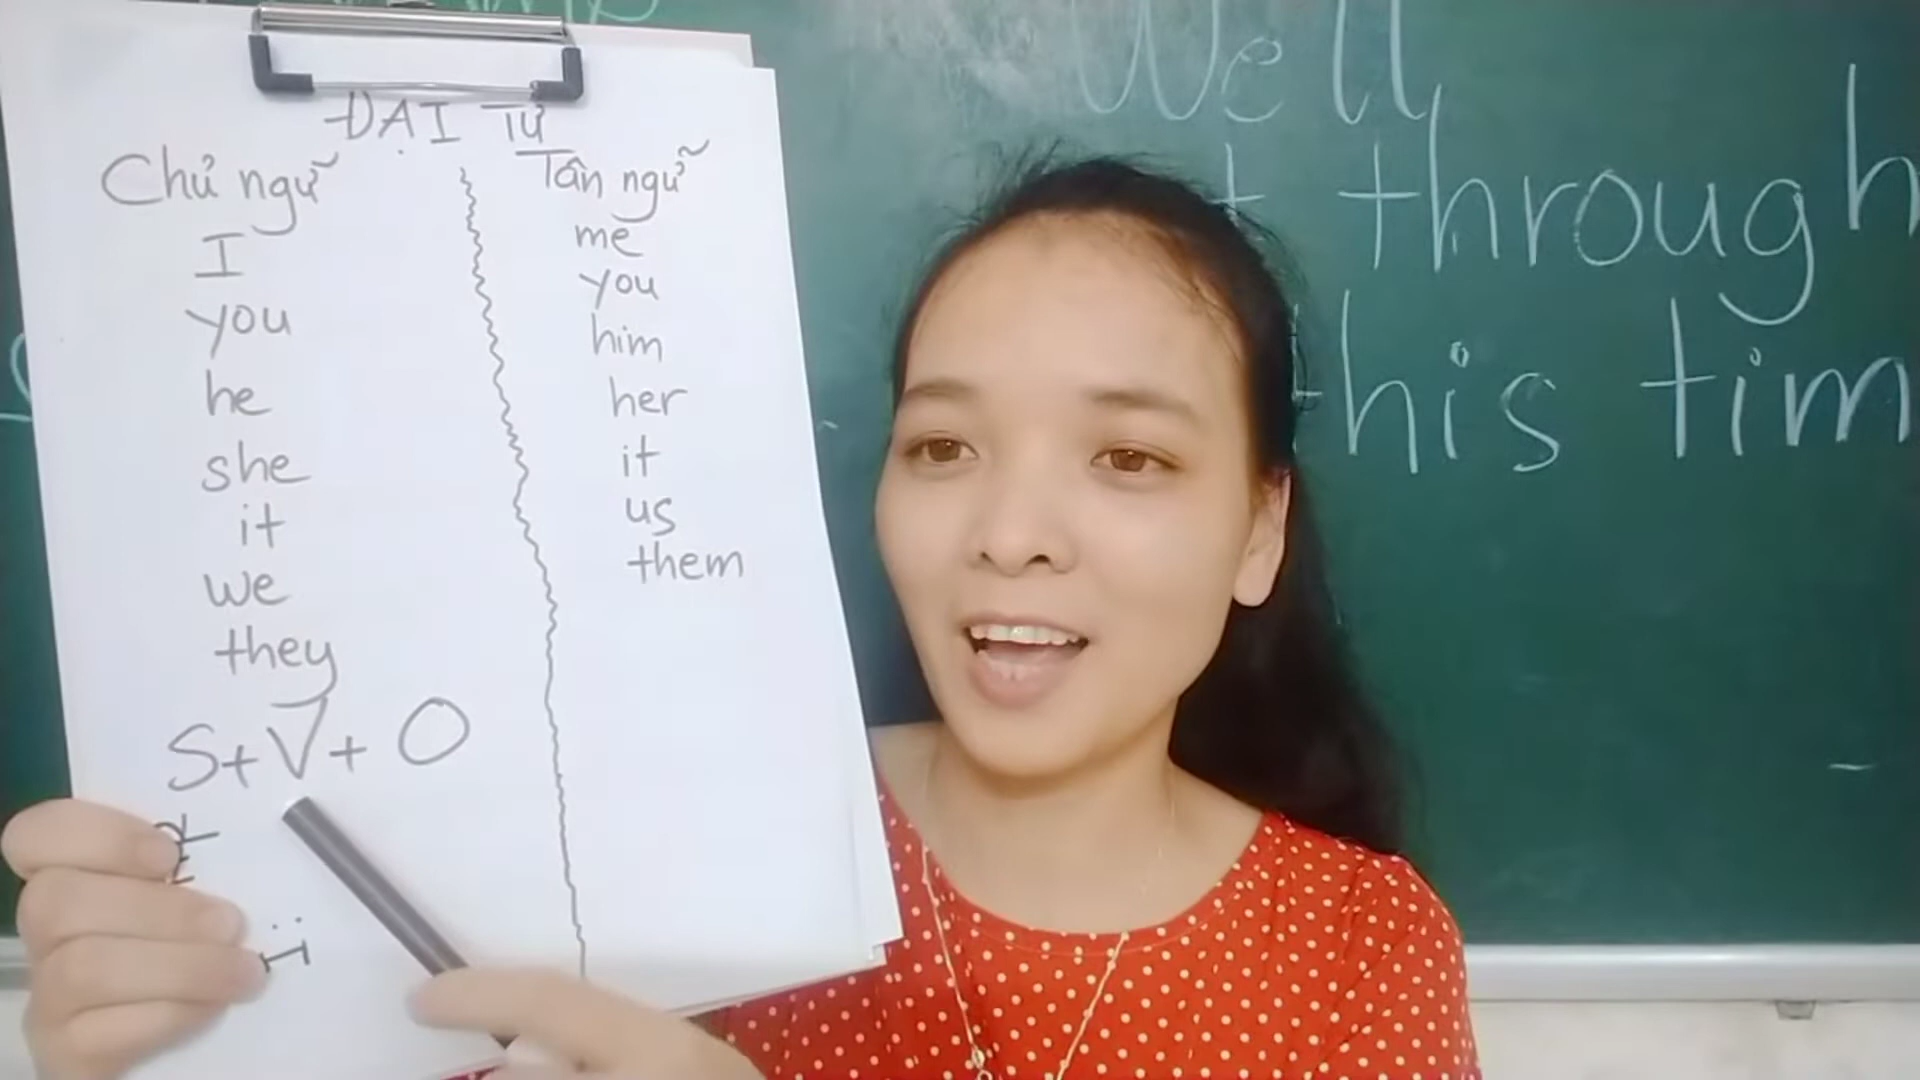 ĐẠI TỪ
Chủ ngữ
I
you
he
she
it
we
they
S + V + O
Tân ngữ
me
you
him
her
it
us
them
Well
through
this